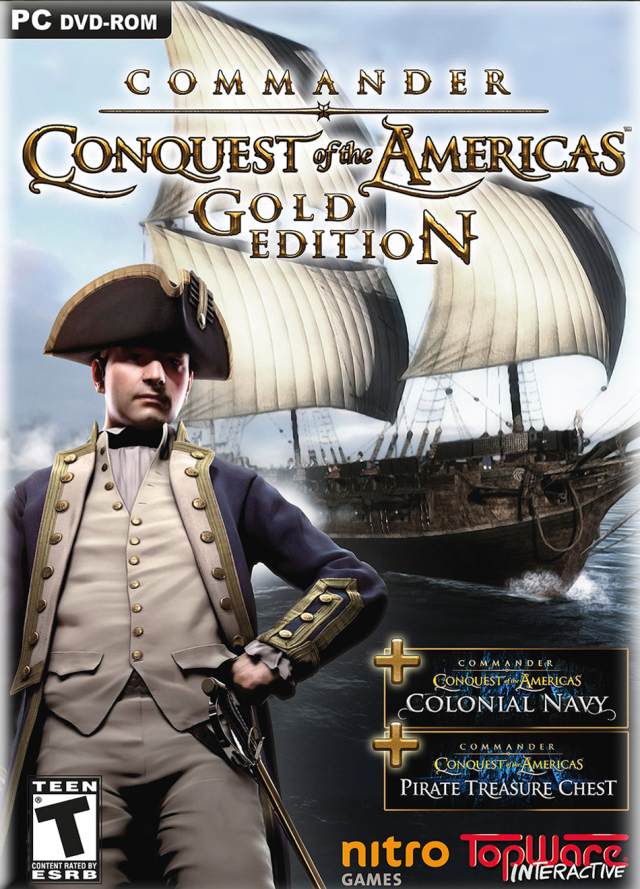 PC DVD-ROM
COMMANDER
CONQUEST of the AMERICAS™
GOLD
EDITION
COMMANDER
CONQUEST of the AMERICAS
COLONIAL NAVY
COMMANDER
CONQUEST of the AMERICAS
PIRATE TREASURE CHEST
TEEN
T®
CONTENT RATED BY
ESRB
nitro
GAMES
TopWare
INTERACTIVE